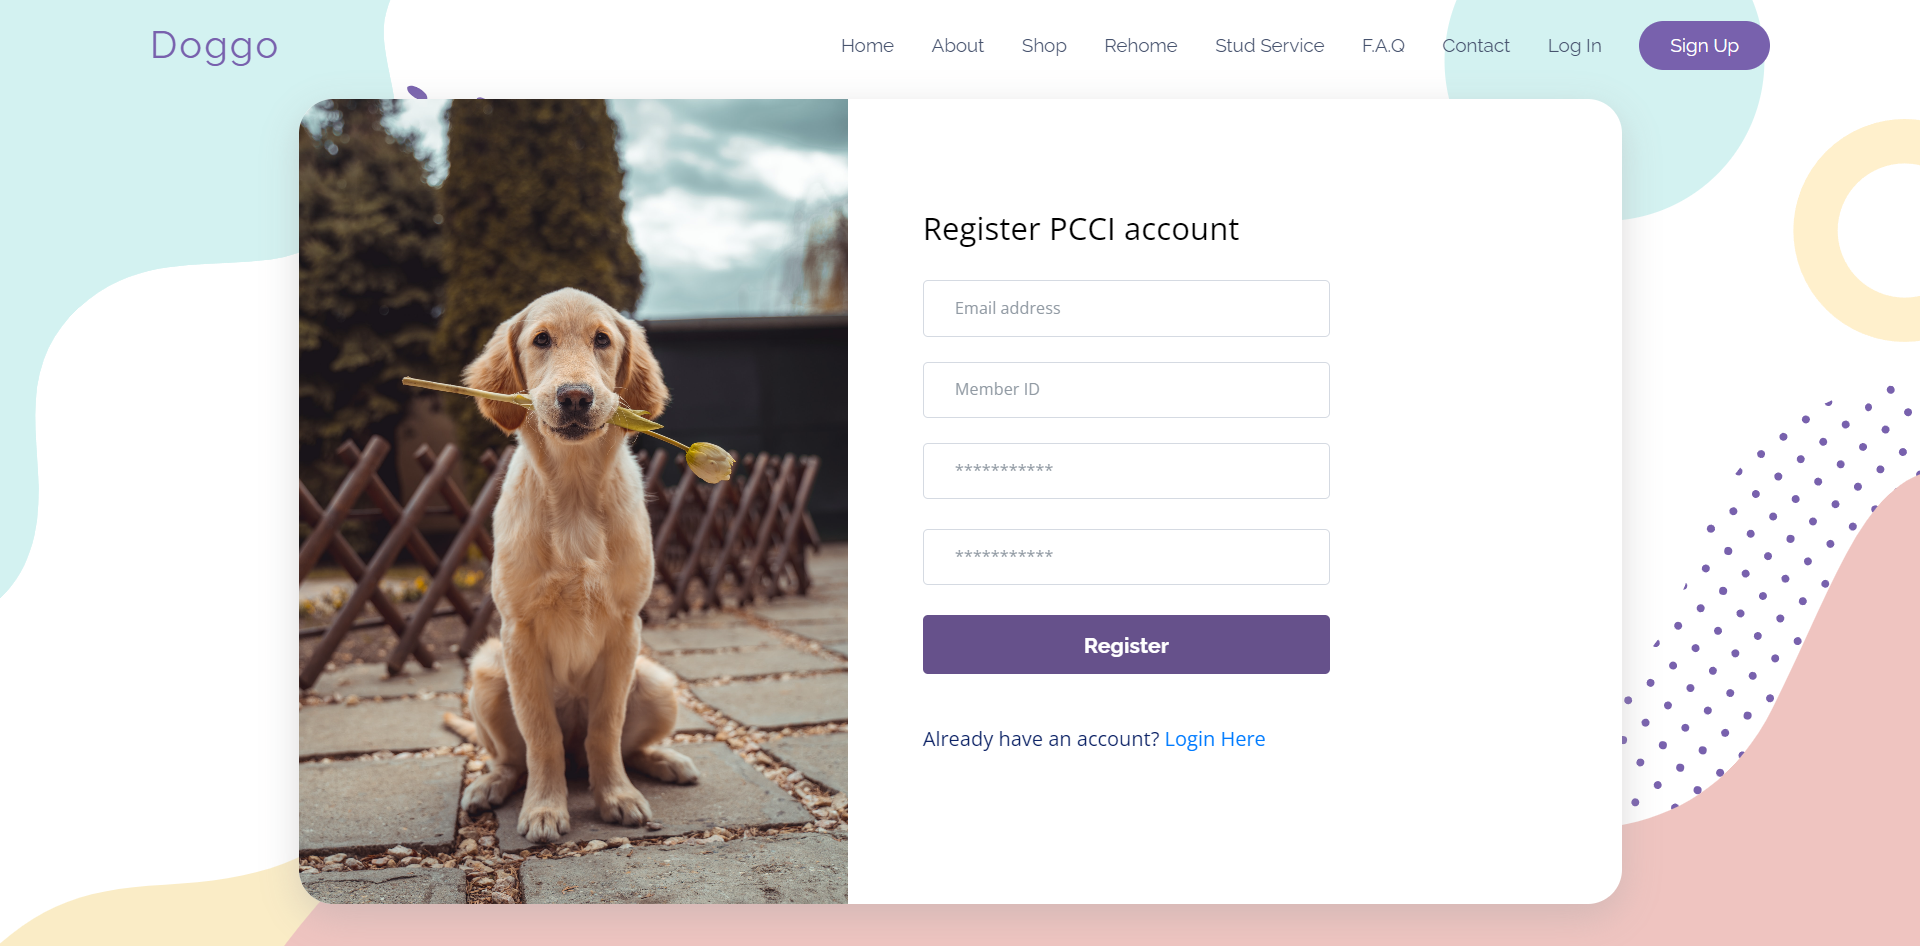 Doggo
Home About Shop Rehome Stud Service F.A.Q Contact Log In Sign Up
Register PCCI account
Email address
Member ID
***********
***********
Register
Already have an account? Login Here